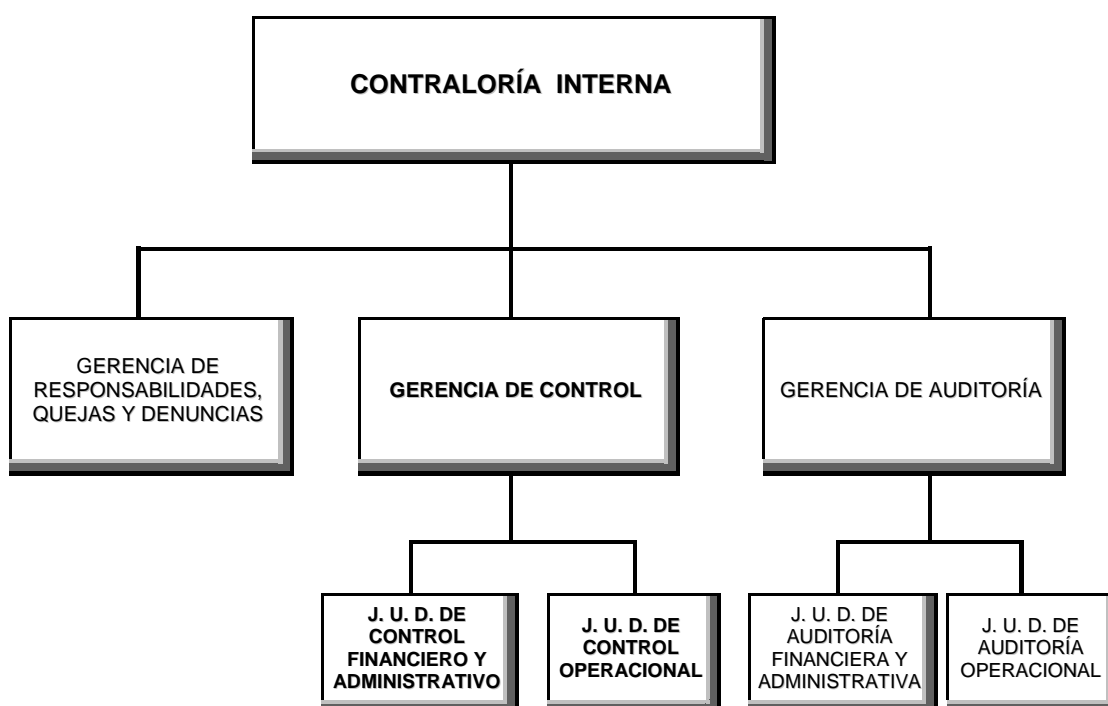 CONTRALORÍA INTERNA
GERENCIA DE
RESPONSABILIDADES,
QUEJAS Y DENUNCIAS
GERENCIA DE CONTROL
GERENCIA DE AUDITORÍA
J. U. D. DE
CONTROL
FINANCIERO Y
ADMINISTRATIVO
J. U. D. DE
CONTROL
OPERACIONAL
J. U. D. DE
AUDITORÍA
FINANCIERA Y
ADMINISTRATIVA
J. U. D. DE
AUDITORÍA
OPERACIONAL